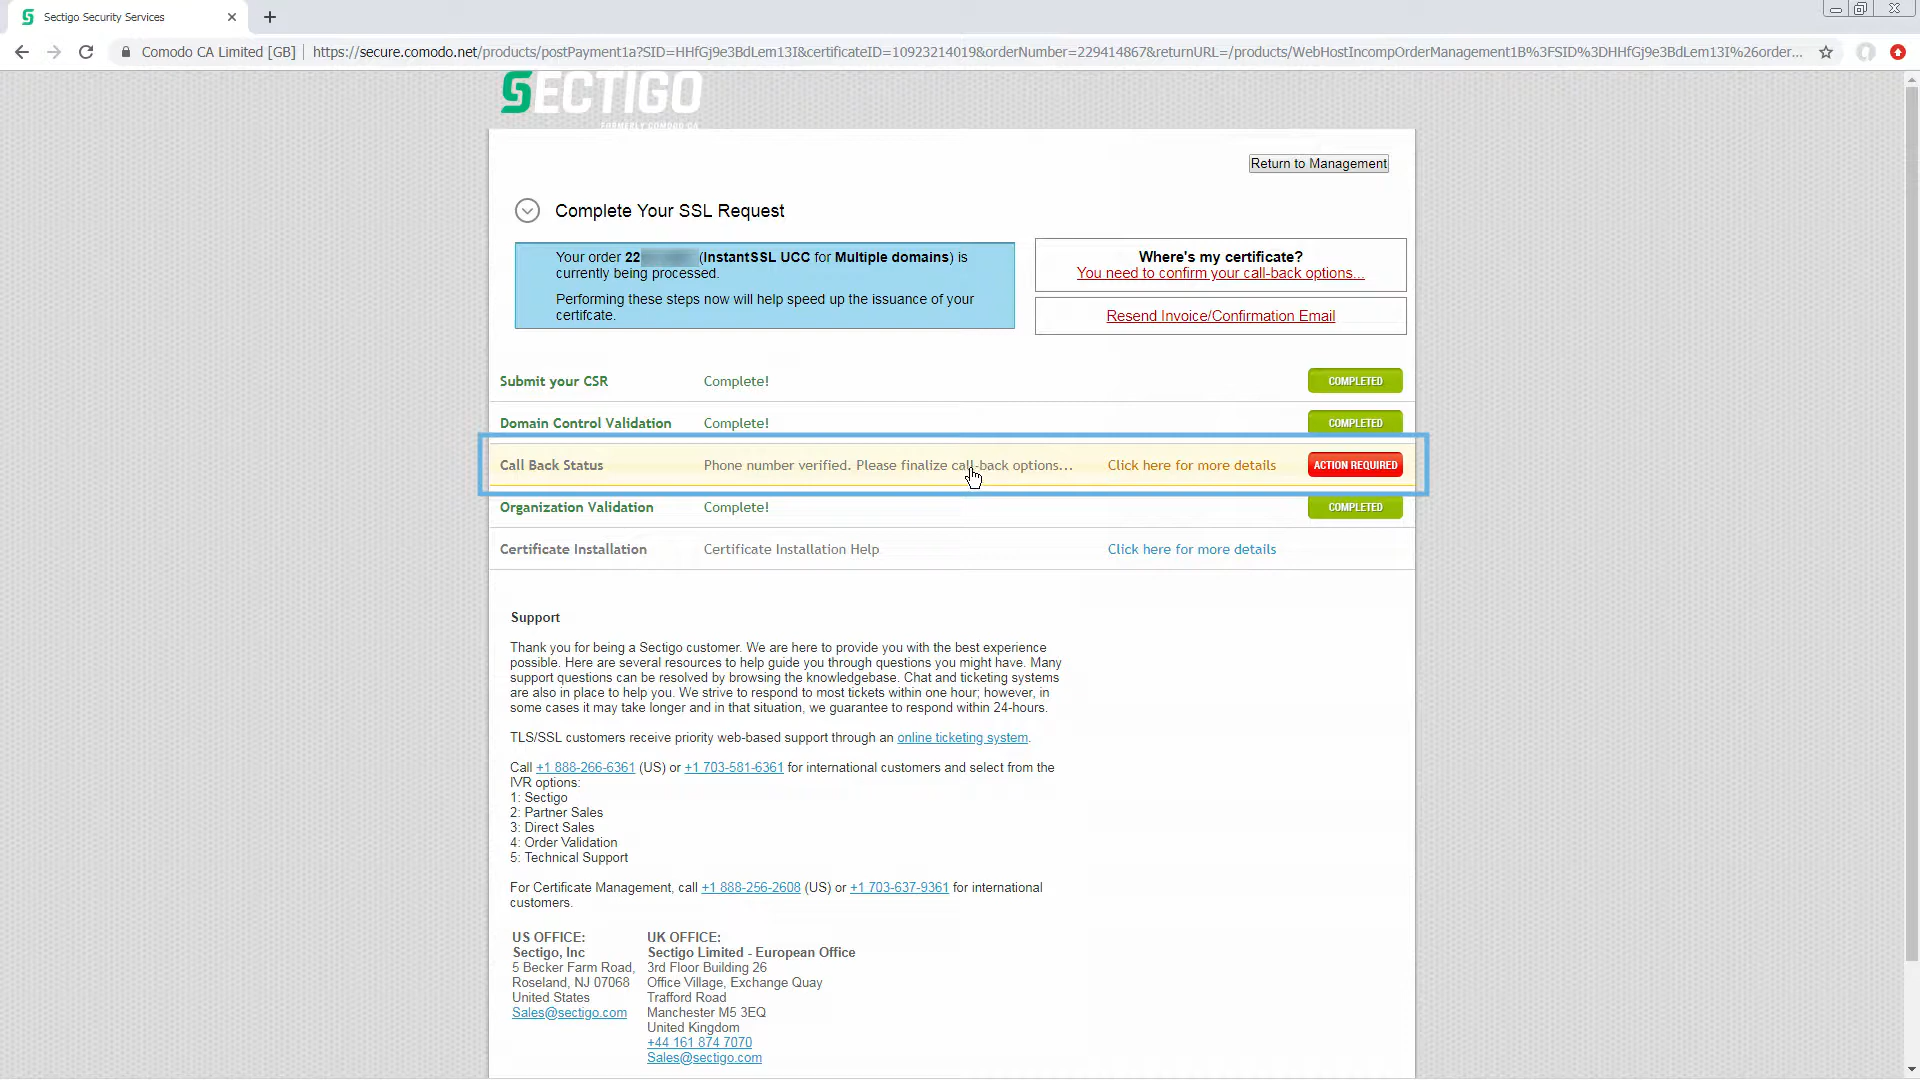 Sectigo Security Services
Comodo CA Limited [GB] https://secure.comodo.net/products/postPayment1a?SID=HHfGj9e3BdLem13I&certificateID=10923214019&orderNumber=229414867&returnURL=/products/WebHostIncompOrderManagement1B%3FSID%3DHHfGj9e3BdLem13I%26order...
SECTIGO
FORMERLY COMODO CA
Return to Management
Complete Your SSL Request
Your order 22 (InstantSSL UCC for Multiple domains) is
currently being processed.
Performing these steps now will help speed up the issuance of your
certifcate.
Where's my certificate?
You need to confirm your call-back options...
Resend Invoice/Confirmation Email
Submit your CSR Complete! COMPLETED
Domain Control Validation Complete! COMPLETED
Call Back Status Phone number verified. Please finalize call-back options... Click here for more details ACTION REQUIRED
Organization Validation Complete! COMPLETED
Certificate Installation Certificate Installation Help Click here for more details
Support
Thank you for being a Sectigo customer. We are here to provide you with the best experience
possible. Here are several resources to help guide you through questions you might have. Many
support questions can be resolved by browsing the knowledgebase. Chat and ticketing systems
are also in place to help you. We strive to respond to most tickets within one hour; however, in
some cases it may take longer and in that situation, we guarantee to respond within 24-hours.
TLS/SSL customers receive priority web-based support through an online ticketing system.
Call +1 888-266-6361 (US) or +1 703-581-6361 for international customers and select from the
IVR options:
1: Sectigo
2: Partner Sales
3: Direct Sales
4: Order Validation
5: Technical Support
For Certificate Management, call +1 888-256-2608 (US) or +1 703-637-9361 for international
customers.
US OFFICE:
Sectigo, Inc
5 Becker Farm Road,
Roseland, NJ 07068
United States
Sales@sectigo.com
UK OFFICE:
Sectigo Limited - European Office
3rd Floor Building 26
Office Village, Exchange Quay
Trafford Road
Manchester M5 3EQ
United Kingdom
+44 161 874 7070
Sales@sectigo.com